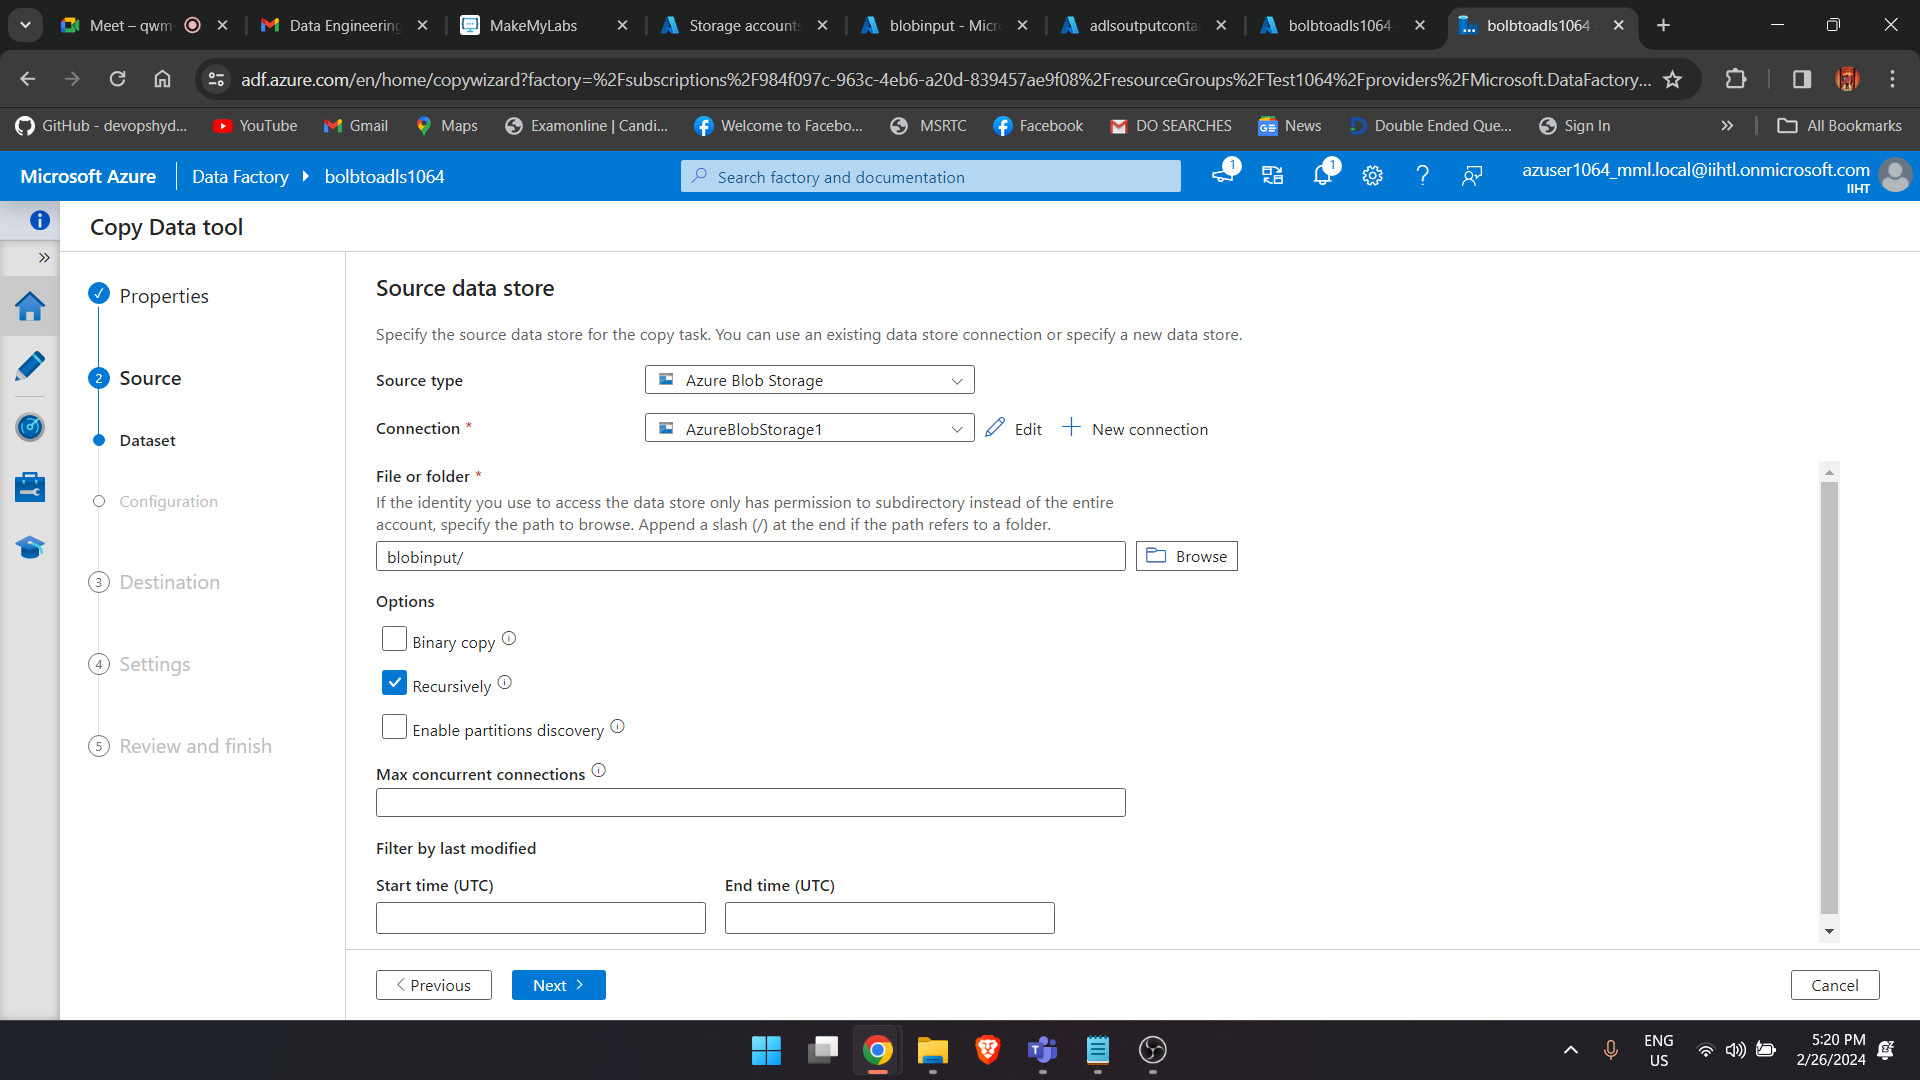 Meet – qwm
Data Engineering
MakeMyLabs
Storage accounts
blobinput - Micr
adlsoutputconta
bolbtoadls1064
bolbtoadls1064
adf.azure.com/en/home/copywizard?factory=%2Fsubscriptions%2F984f097c-963c-4eb6-a20d-839457ae9f08%2FresourceGroups%2FTest1064%2Fproviders%2FMicrosoft.DataFactory...
GitHub - devopshyd...
YouTube
Gmail
Maps
Examonline | Candi...
Welcome to Facebo...
MSRTC
Facebook
DO SEARCHES
News
Double Ended Que...
Sign In
All Bookmarks
Microsoft Azure
Data Factory
bolbtoadls1064
Search factory and documentation
1
1
azuser1064_mml.local@iihtl.onmicrosoft.com
IIHT
Copy Data tool
Properties
2 Source
Dataset
Configuration
3 Destination
4 Settings
5 Review and finish
Source data store
Specify the source data store for the copy task. You can use an existing data store connection or specify a new data store.
Source type
Azure Blob Storage
Connection *
AzureBlobStorage1
Edit
New connection
File or folder *
If the identity you use to access the data store only has permission to subdirectory instead of the entire
account, specify the path to browse. Append a slash (/) at the end if the path refers to a folder.
blobinput/
Browse
Options
Binary copy
Recursively
Enable partitions discovery
Max concurrent connections
Filter by last modified
Start time (UTC)
End time (UTC)
Previous
Next
Cancel
ENG
US
5:20 PM
2/26/2024